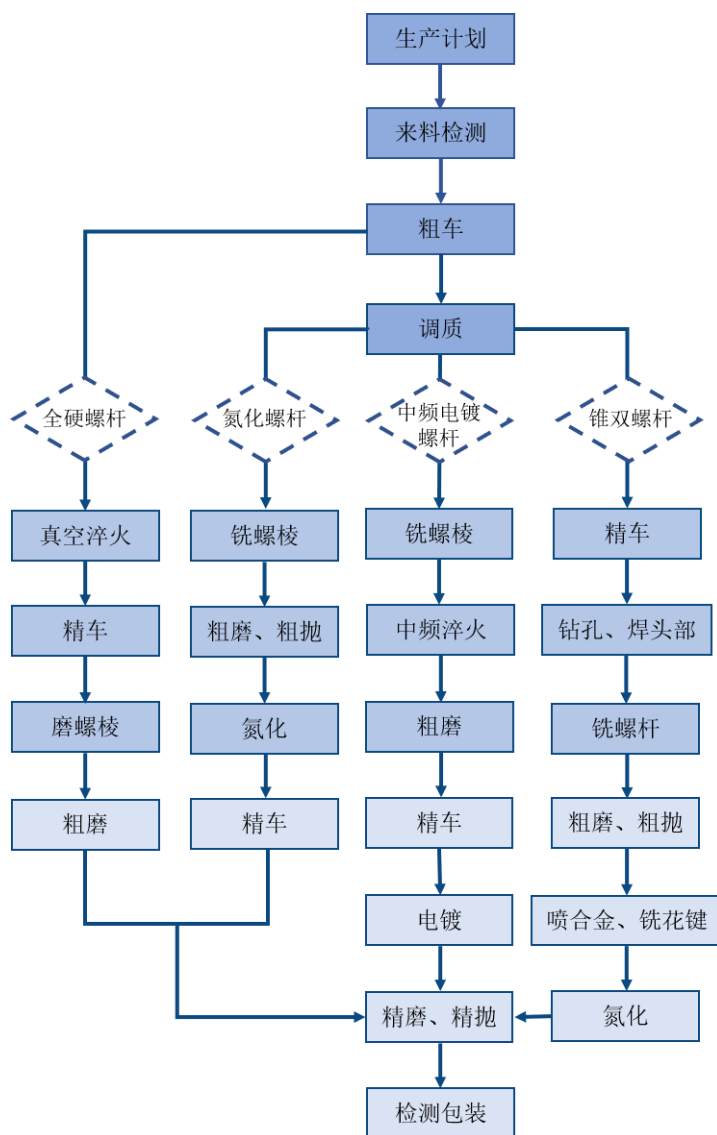 生产计划
来料检测
粗车
调质
全硬螺杆
氮化螺杆
中频电镀
螺杆
锥双螺杆
真空淬火
铣螺棱
铣螺棱
精车
精车
粗磨、粗抛
中频淬火
钻孔、焊头部
磨螺棱
氮化
粗磨
铣螺杆
粗磨
精车
精车
粗磨、粗抛
电镀
喷合金、铣花键
精磨、精抛
氮化
检测包装